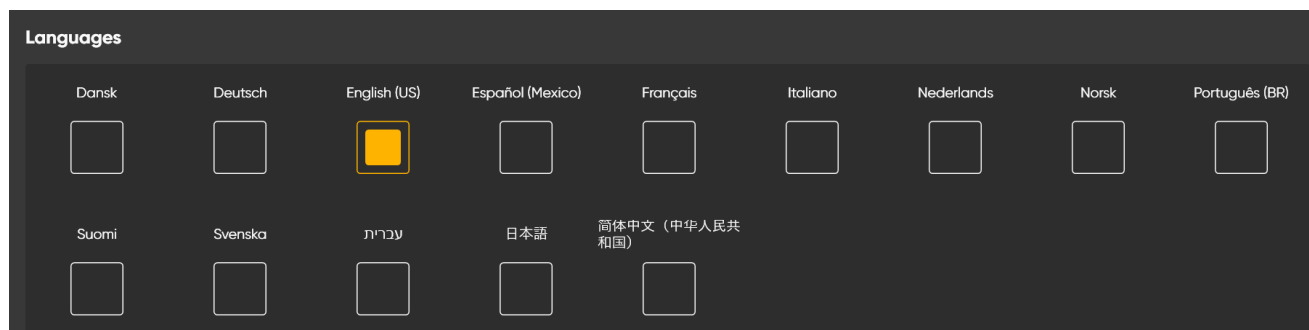 Languages
Dansk
Deutsch
English (US)
Español (Mexico)
Français
Italiano
Nederlands
Norsk
Português (BR)
Suomi
Svenska
עברית
日本語
简体中文（中华人民共
和国）